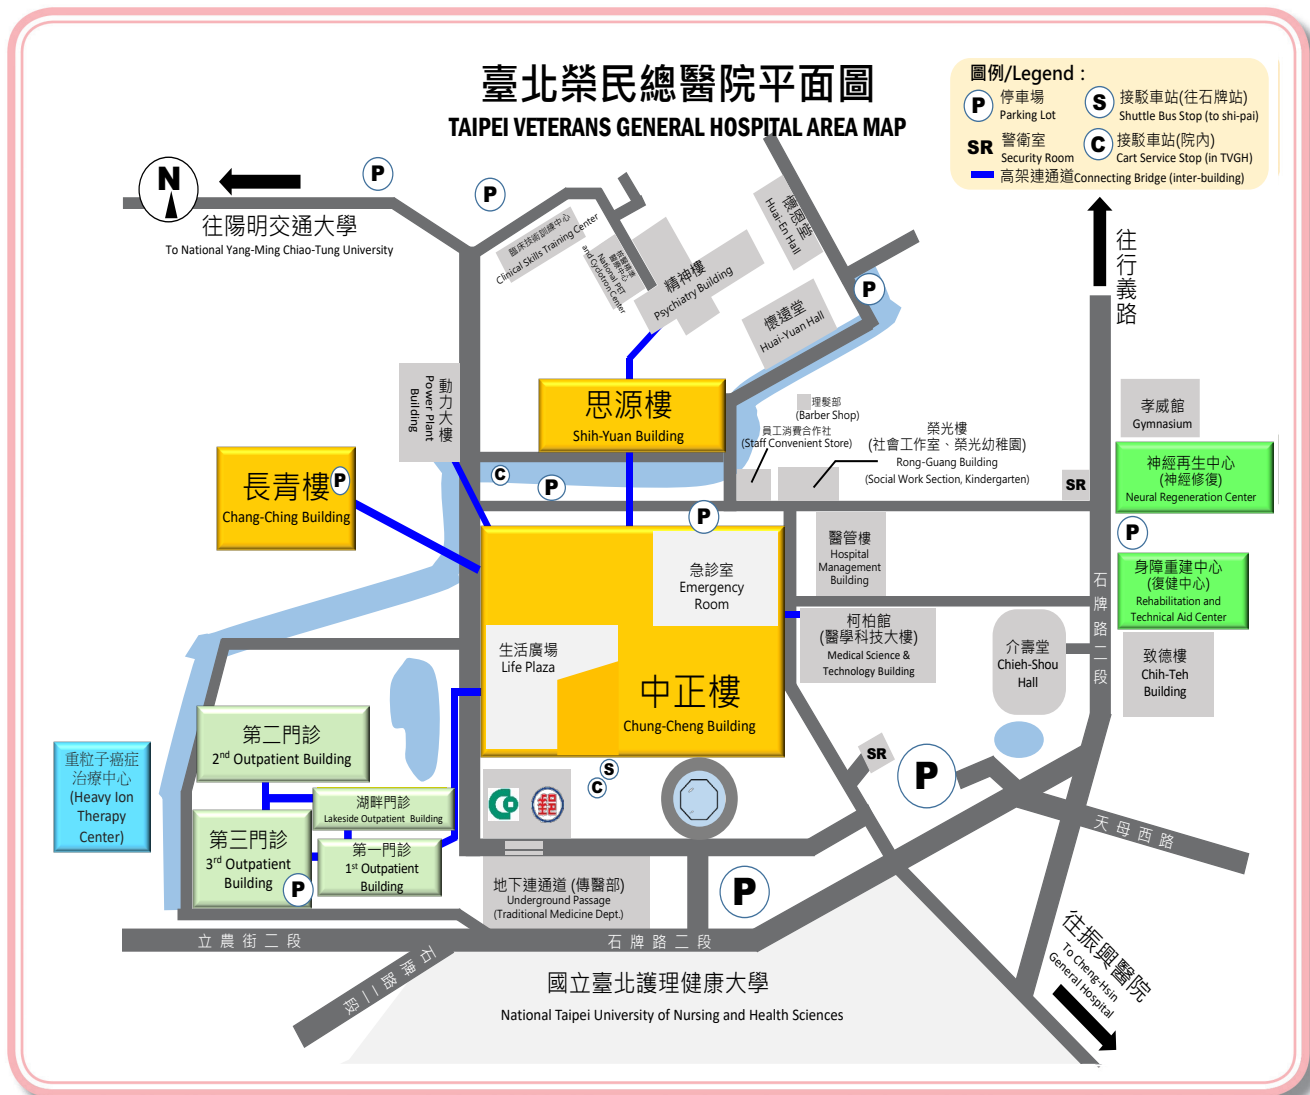 臺北榮民總醫院平面圖
TAIPEI VETERANS GENERAL HOSPITAL AREA MAP
圖例/Legend：
P
停車場
Parking Lot
S
接駁車站(往石牌站)
Shuttle Bus Stop (to shi-pai)
SR
警衛室
Security Room
C
接駁車站(院內)
Cart Service Stop (in TVGH)
高架連通道Connecting Bridge (inter-building)
N
往陽明交通大學
To National Yang-Ming Chiao-Tung University
P
P
臨床技術訓練中心
Clinical Skills Training Center
National PET
and Cyclotron Center
精神樓
Psychiatry Building
懷恩堂
Huai-En Hall
懷遠堂
Huai-Yuan Hall
P
往行義路
動力大樓
Power Plant
Building
思源樓
Shih-Yuan Building
理髮部
(Barber Shop)
員工消費合作社
(Staff Convenient Store)
榮光樓
(社會工作室、榮光幼稚園)
Rong-Guang Building
(Social Work Section, Kindergarten)
孝威館
Gymnasium
神經再生中心
(神經修復)
Neural Regeneration Center
SR
長青樓
P
Chang-Ching Building
C
P
P
P
急診室
Emergency
Room
醫管樓
Hospital
Management
Building
身障重建中心
(復健中心)
Rehabilitation and
Technical Aid Center
石牌路二段
柯柏館
(醫學科技大樓)
Medical Science &
Technology Building
介壽堂
Chieh-Shou
Hall
致德樓
Chih-Teh
Building
生活廣場
Life Plaza
中正樓
Chung-Cheng Building
第二門診
2nd Outpatient Building
重粒子癌症
治療中心
(Heavy Ion
Therapy
Center)
湖畔門診
Lakeside Outpatient Building
第三門診
3rd Outpatient
Building
P
第一門診
1st Outpatient
Building
S
C
郵
SR
P
天母西路
地下連通道 (傳醫部)
Underground Passage
(Traditional Medicine Dept.)
P
立農街二段
石牌路二段
石牌路二段
往振興醫院
To Cheng-Hsin
General Hospital
國立臺北護理健康大學
National Taipei University of Nursing and Health Sciences